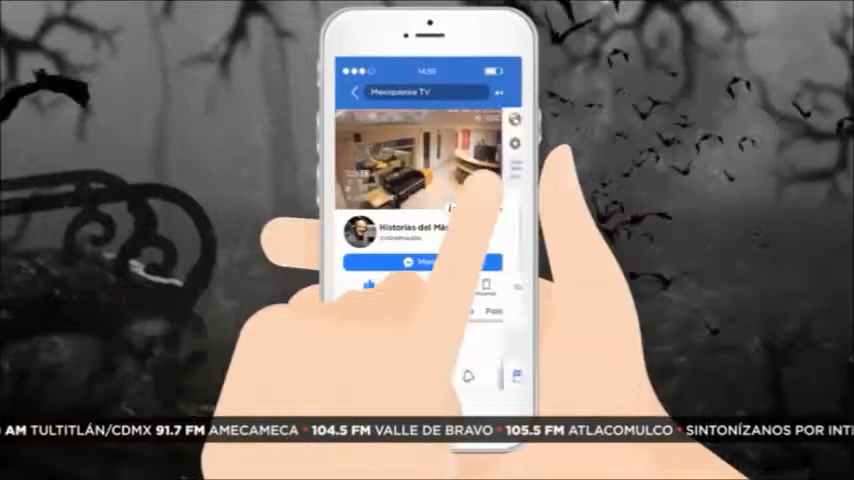 14:55
Mexiquense TV
Historias del Más
AM TULTITLÁN/CDMX 91.7 FM AMECAMECA • 104.5 FM VALLE DE BRAVO • 105.5 FM ATLACOMULCO • SINTONÍZANOS POR INT